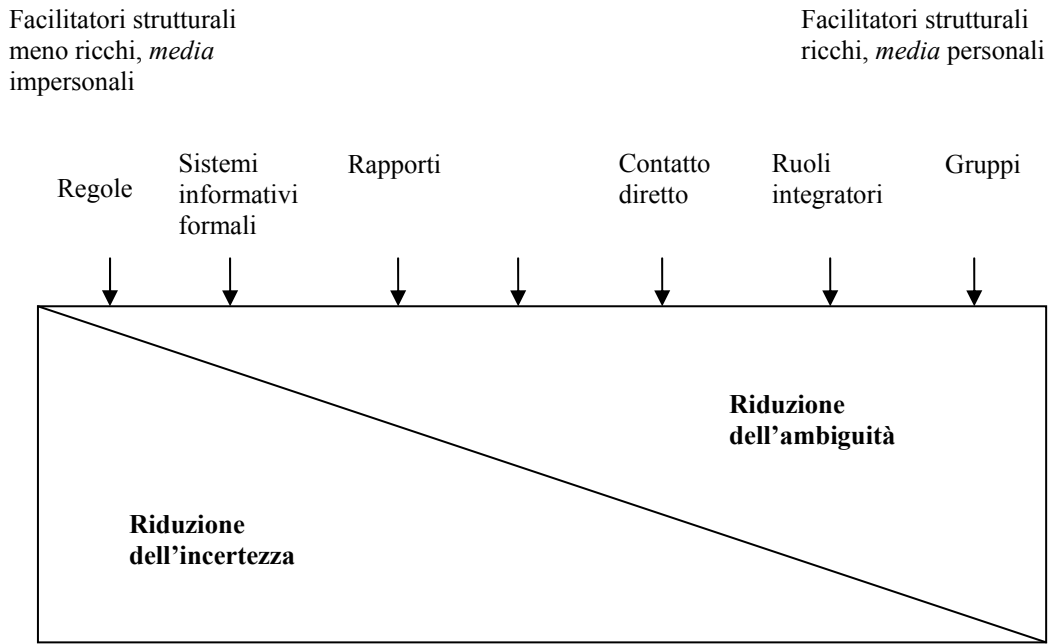 Facilitatori strutturali
meno ricchi, media
impersonali
Facilitatori strutturali
ricchi, media personali
Regole
Sistemi
informativi
formali
Rapporti
Contatto
diretto
Ruoli
integratori
Gruppi
Riduzione
dell’ambiguità
Riduzione
dell’incertezza